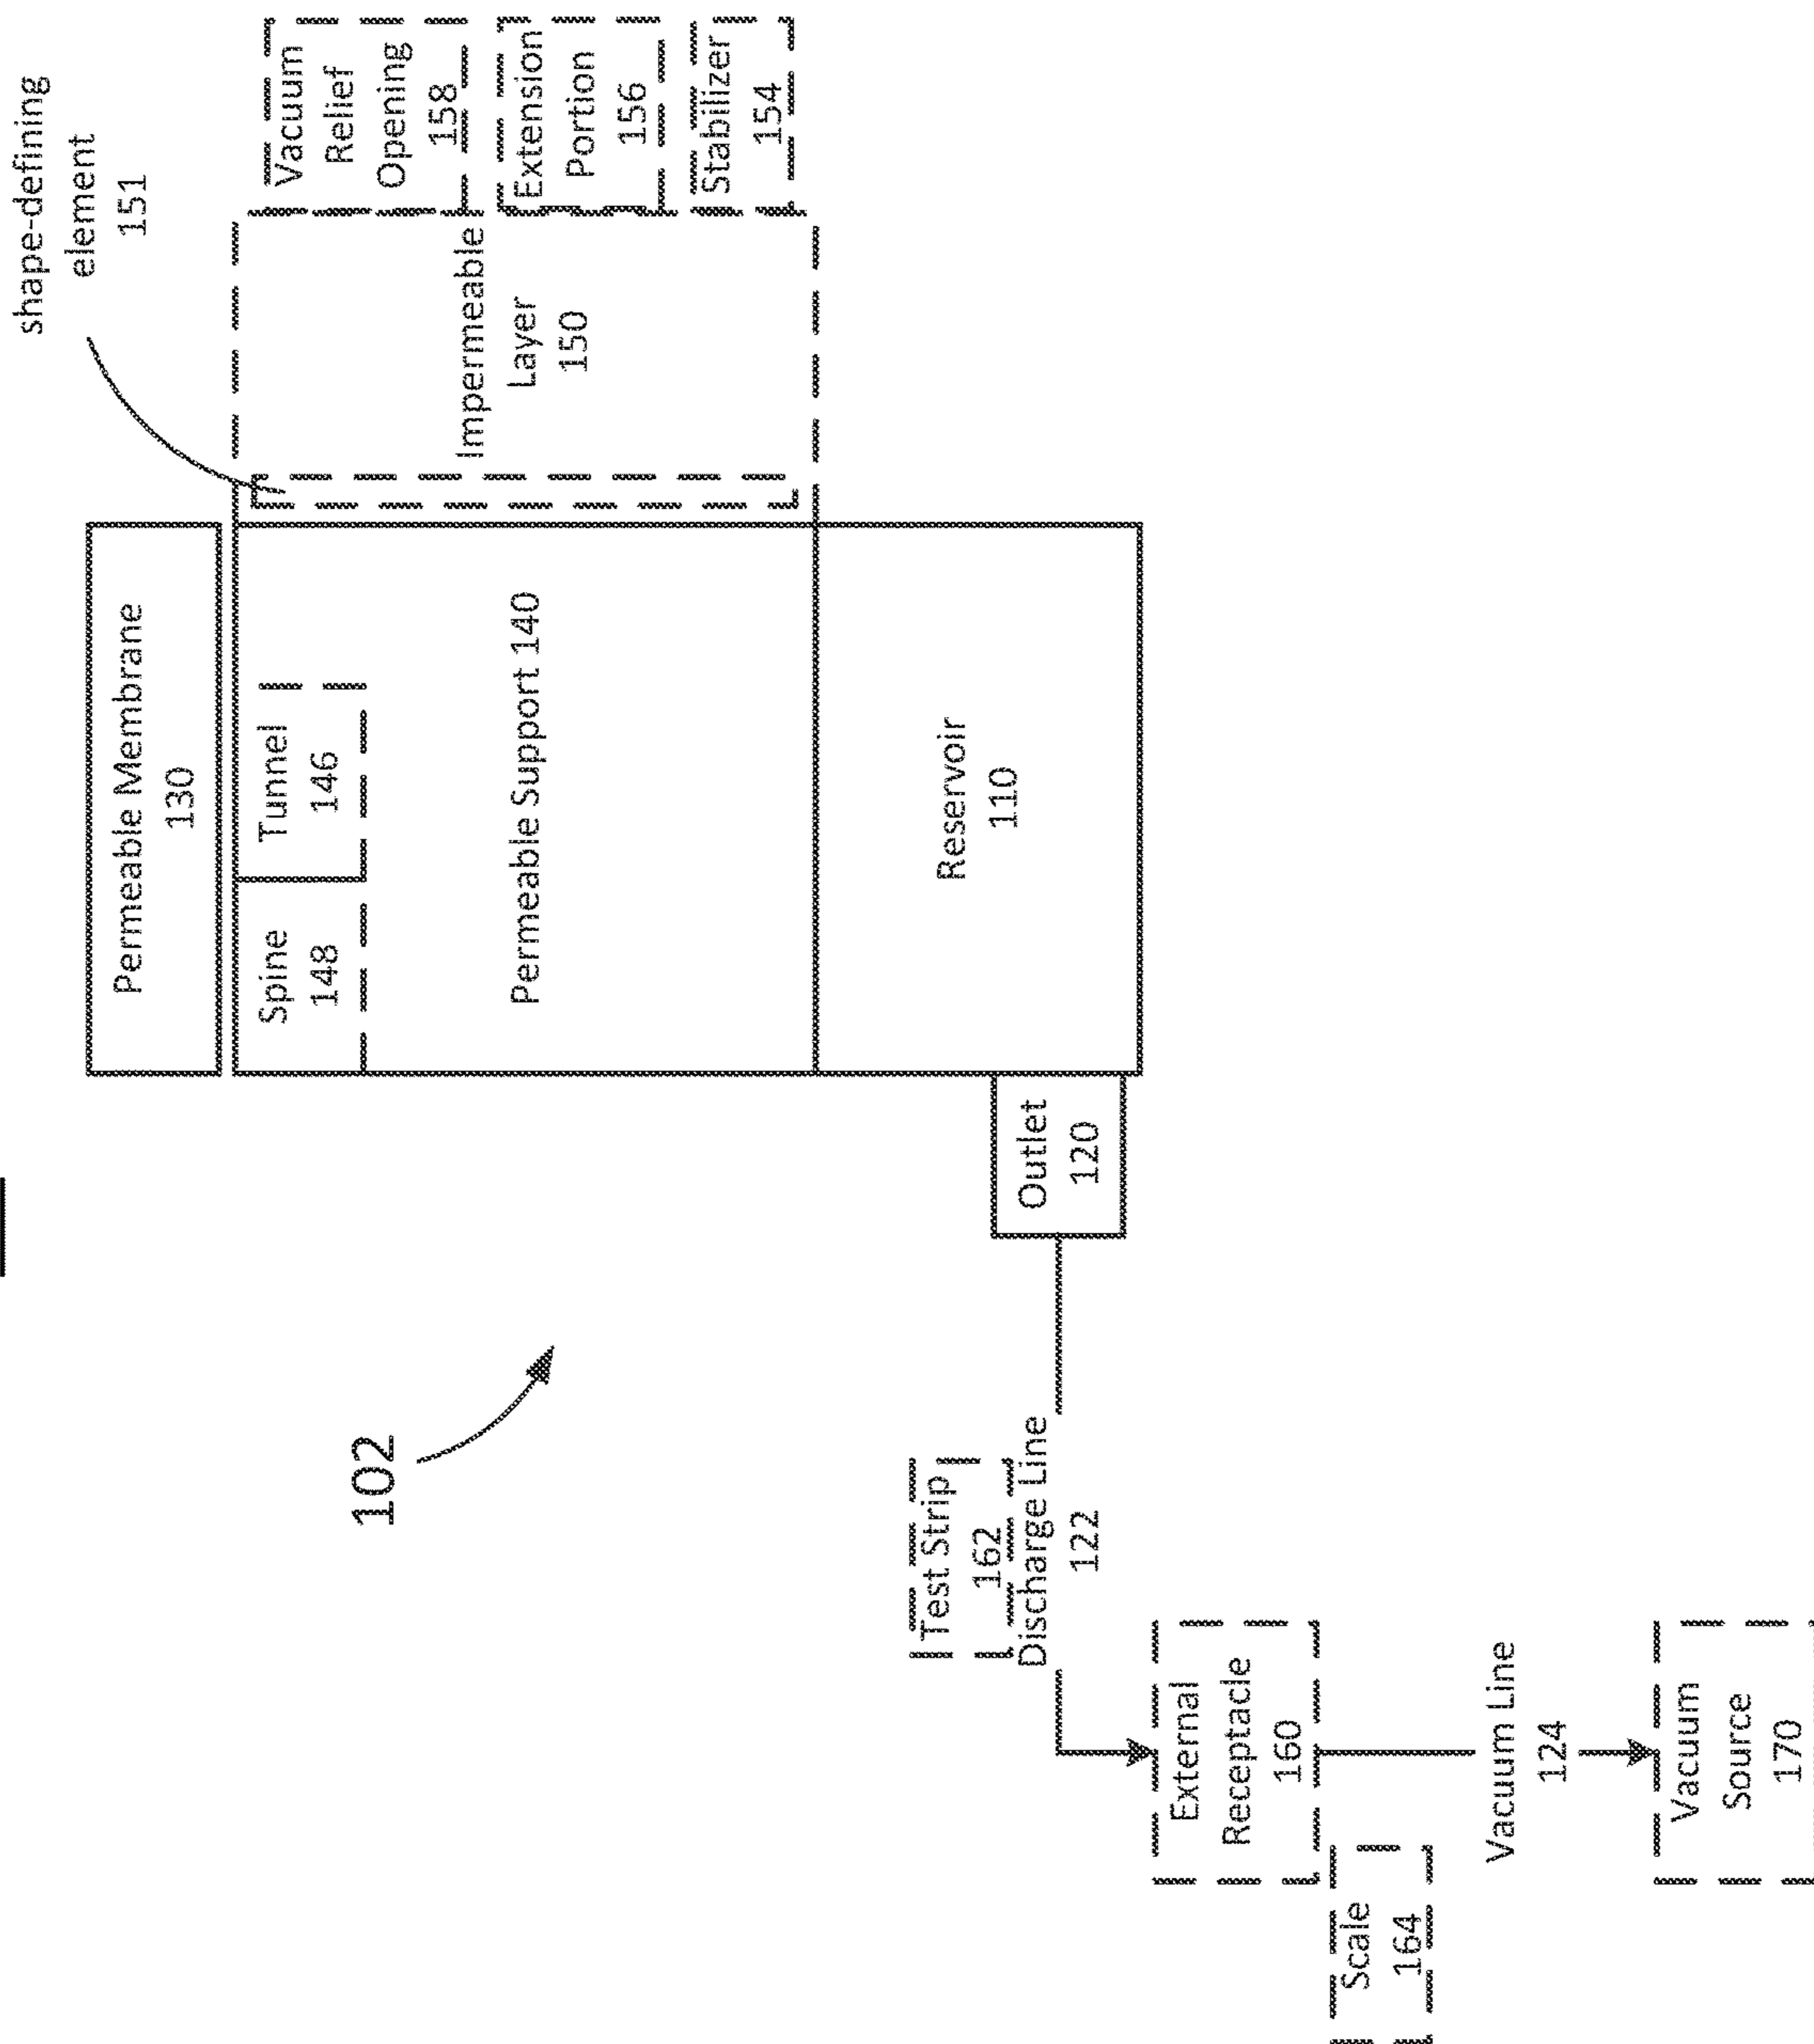 shape-defining
element
151
Permeable Membrane
130
Vacuum
Relief
Opening
158
Extension
Portion
156
Stabilizer
154
Impermeable
Layer
150
Spine
148
Tunnel
146
Permeable Support 140
Reservoir
110
Outlet
120
102
Test Strip
162
Discharge Line
122
External
Receptacle
160
Scale
164
Vacuum Line
124
Vacuum
Source
170